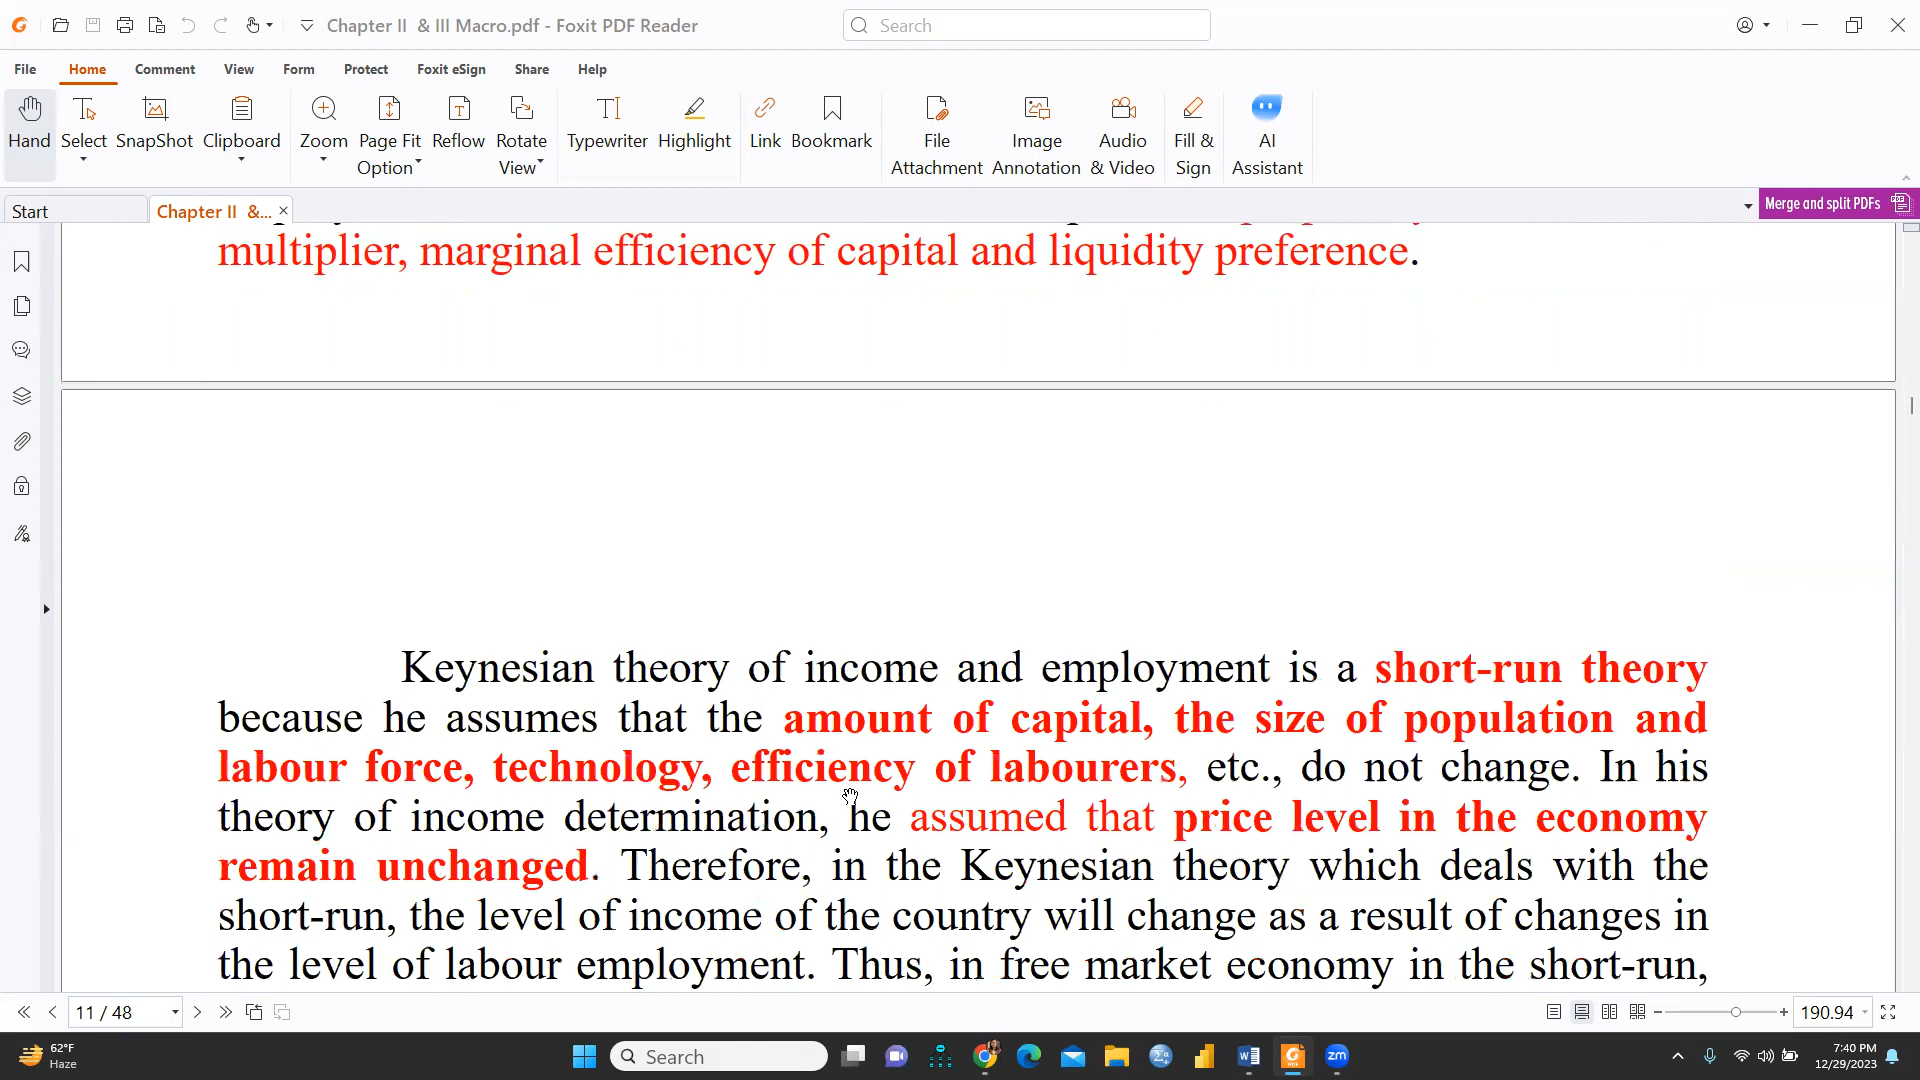 Chapter II  & III Macro.pdf - Foxit PDF Reader
Search
File Home Comment View Form Protect Foxit eSign Share Help
Hand Select SnapShot Clipboard Zoom Page Fit Option Reflow Rotate View Typewriter Highlight Link Bookmark File Attachment Image Annotation Audio & Video Fill & Sign AI Assistant
Start
Chapter II  &...
Merge and split PDFs
multiplier, marginal efficiency of capital and liquidity preference.
Keynesian theory of income and employment is a short-run theory
because he assumes that the amount of capital, the size of population and
labour force, technology, efficiency of labourers, etc., do not change. In his
theory of income determination, he assumed that price level in the economy
remain unchanged. Therefore, in the Keynesian theory which deals with the
short-run, the level of income of the country will change as a result of changes in
the level of labour employment. Thus, in free market economy in the short-run,
11 / 48
190.94
62°F
Haze
Search
zm
7:40 PM
12/29/2023